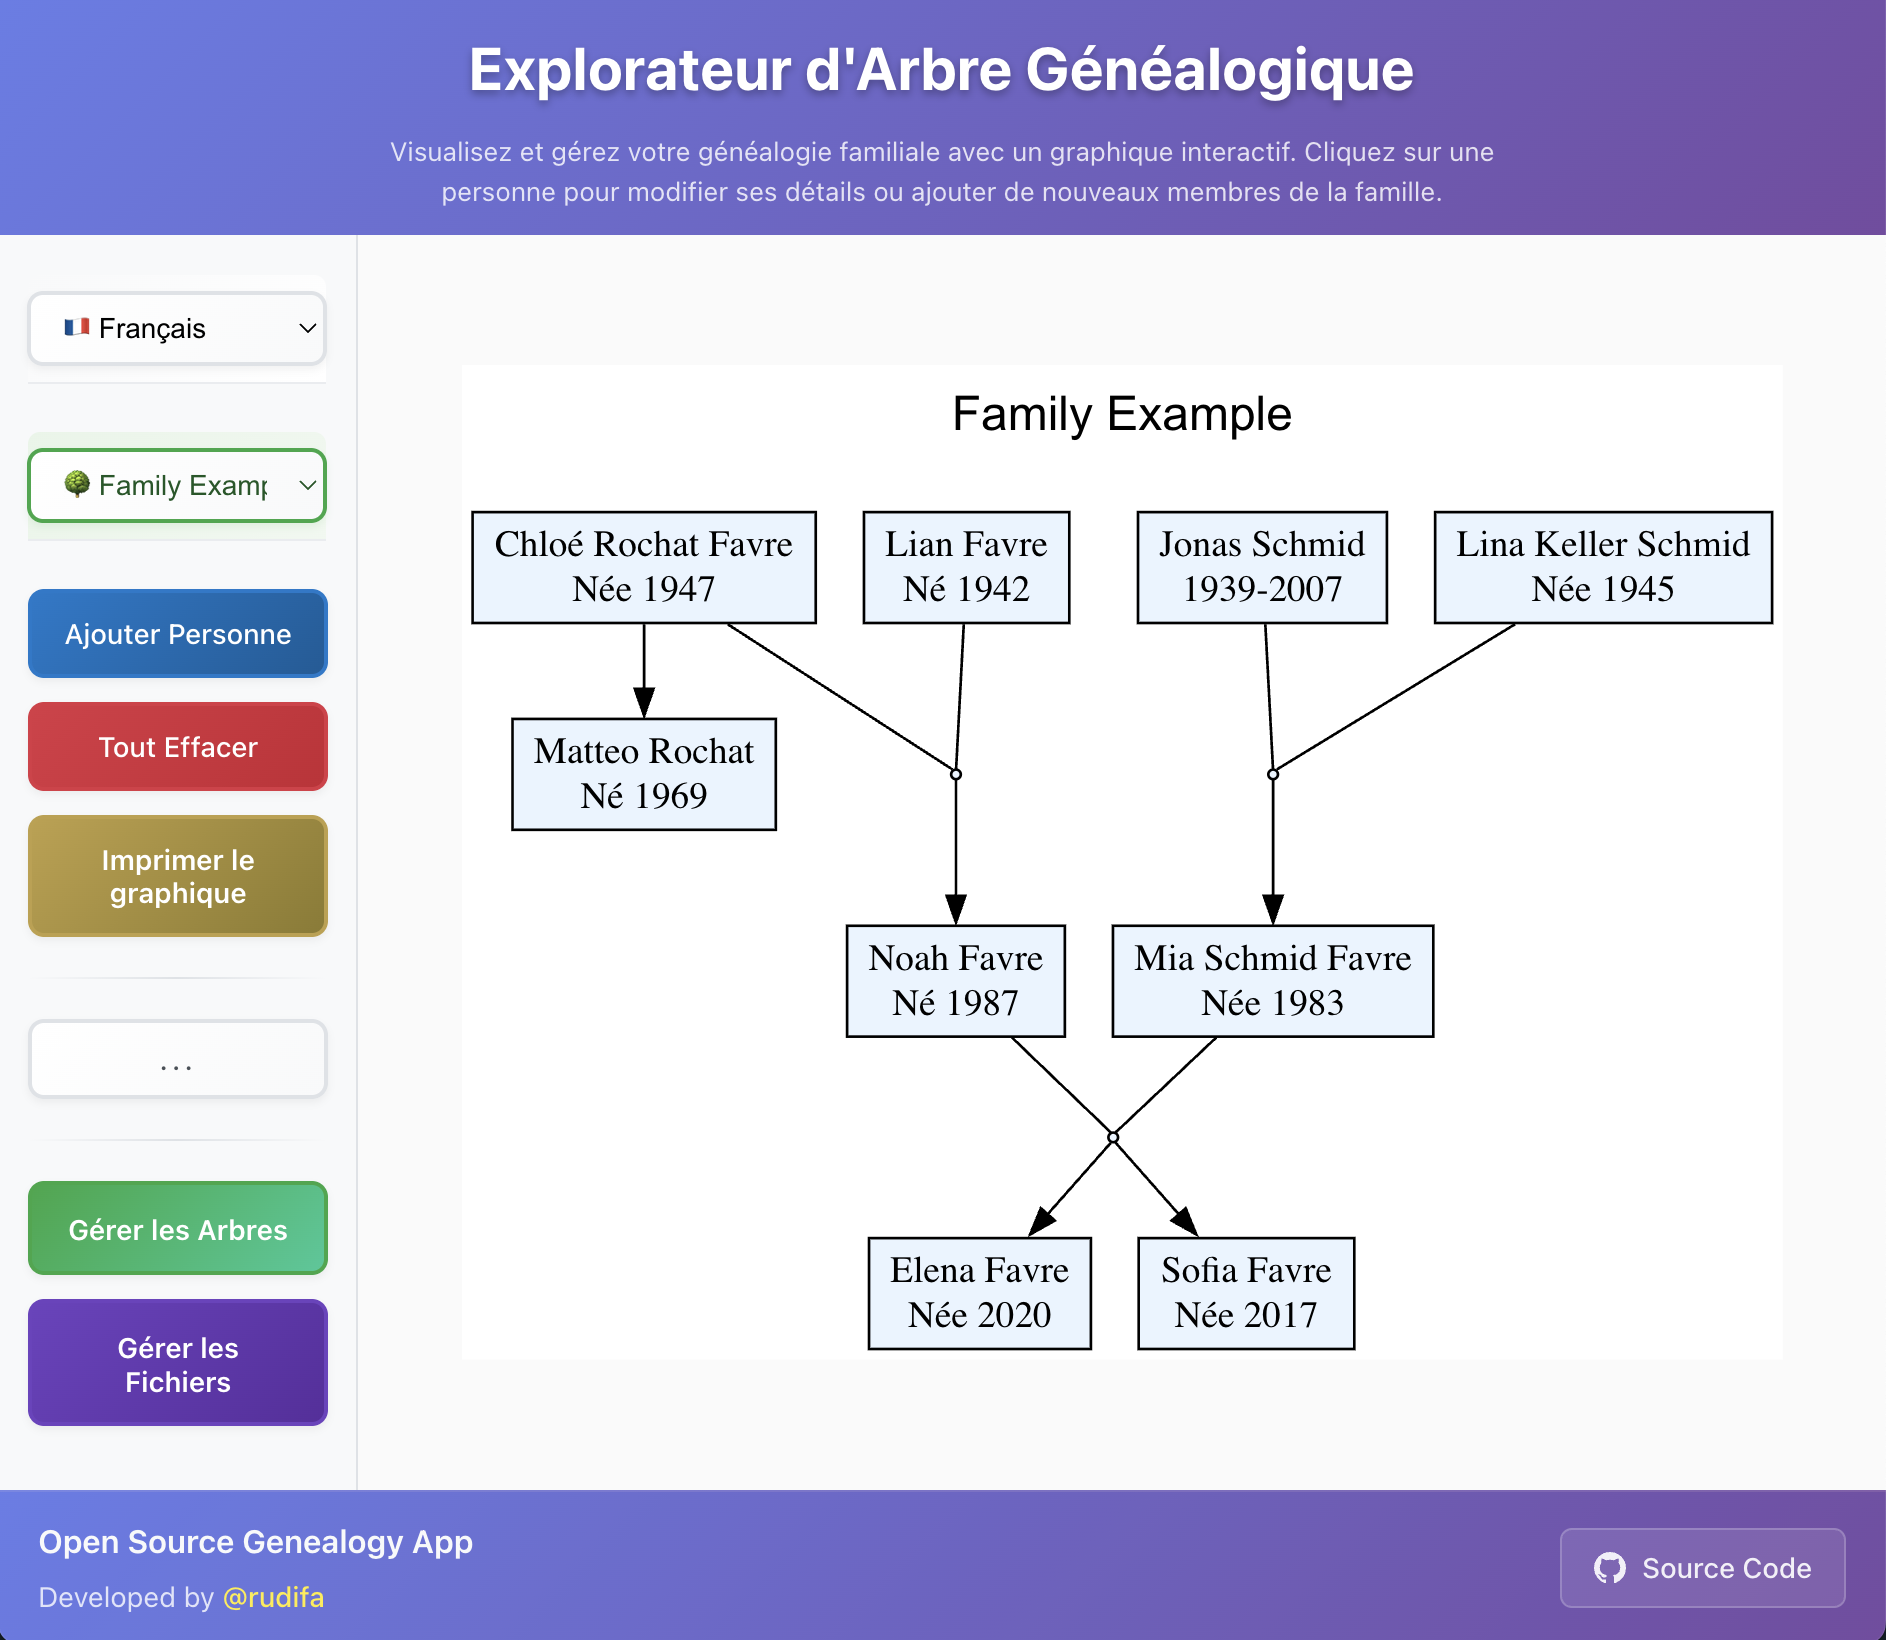 Explorateur d'Arbre Généalogique
Visualisez et gérez votre généalogie familiale avec un graphique interactif. Cliquez sur une
personne pour modifier ses détails ou ajouter de nouveaux membres de la famille.
Français
Family Examp
Ajouter Personne
Tout Effacer
Imprimer le
graphique
...
Gérer les Arbres
Gérer les
Fichiers
Family Example
Chloé Rochat Favre
Née 1947
Lian Favre
Né 1942
Jonas Schmid
1939-2007
Lina Keller Schmid
Née 1945
Matteo Rochat
Né 1969
Noah Favre
Né 1987
Mia Schmid Favre
Née 1983
Elena Favre
Née 2020
Sofia Favre
Née 2017
Open Source Genealogy App
Developed by @rudifa
Source Code